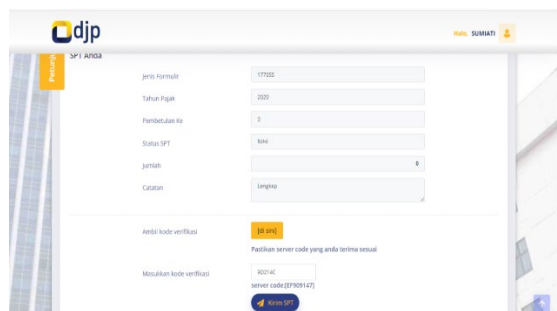 djp
Halo, SUMIATI
Petunju
SPT Anda
Jenis Formulir 1770SS
Tahun Pajak 2020
Pembetulan Ke 0
Status SPT Nihil
Jumlah 0
Catatan Lengkap
Ambil kode verifikasi [di sini]
Pastikan server code yang anda terima sesuai
Masukkan kode verifikasi
server code:[EF909147]
Kirim SPT